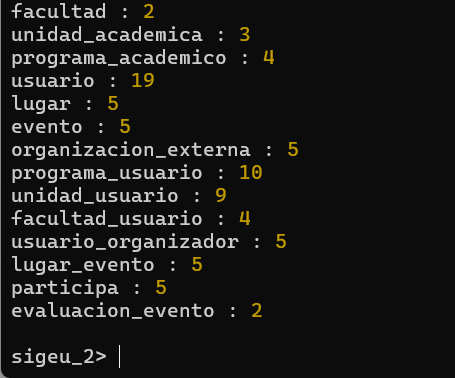 facultad : 2
unidad_academica : 3
programa_academico : 4
usuario : 19
lugar : 5
evento : 5
organizacion_externa : 5
programa_usuario : 10
unidad_usuario : 9
facultad_usuario : 4
usuario_organizador : 5
lugar_evento : 5
participa : 5
evaluacion_evento : 2
sigeu_2>